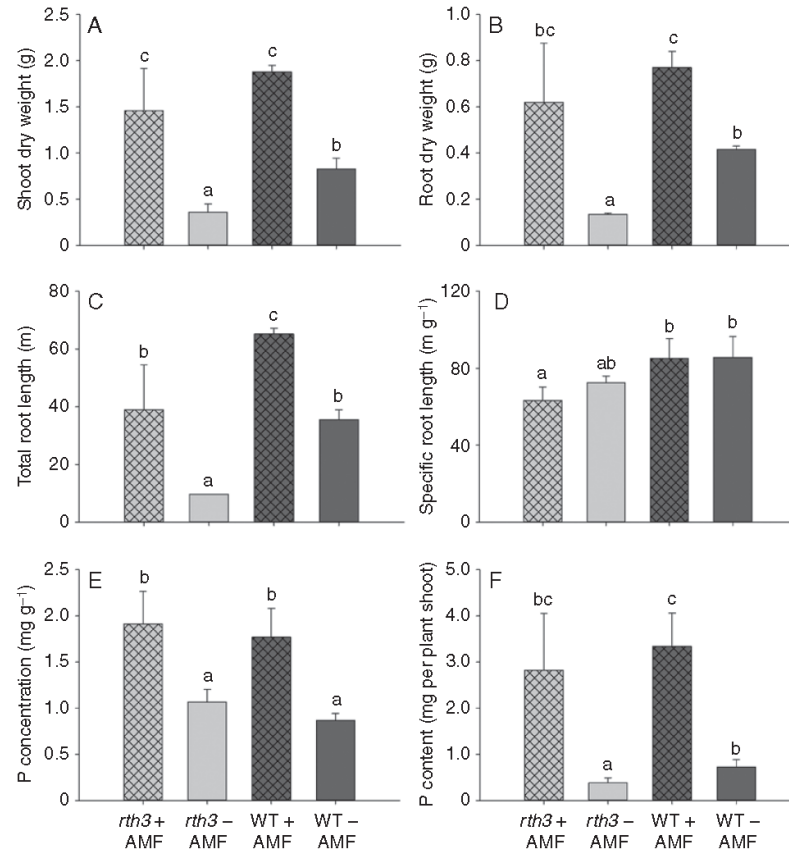 A
Shoot dry weight (g)
2.5
2.0
1.5
1.0
0.5
0
c
a
c
b
B
Root dry weight (g)
1.0
0.8
0.6
0.4
0.2
0
bc
a
c
b
C
Total root length (m)
80
60
40
20
0
b
a
c
b
D
Specific root length (m g⁻¹)
120
80
40
0
a
ab
b
b
E
P concentration (mg g⁻¹)
2.5
2.0
1.5
1.0
0.5
0
b
a
b
a
F
P content (mg per plant shoot)
5.0
4.0
3.0
2.0
1.0
0
bc
a
c
b
rth3 + AMF
rth3 – AMF
WT + AMF
WT – AMF
rth3 + AMF
rth3 – AMF
WT + AMF
WT – AMF